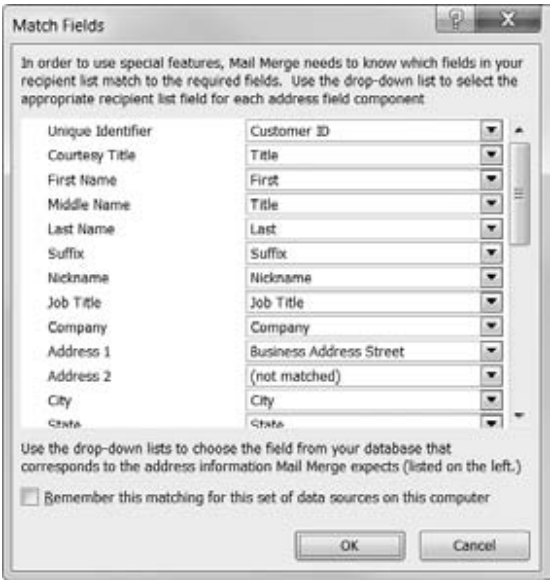 Match Fields
In order to use special features, Mail Merge needs to know which fields in your
recipient list match to the required fields. Use the drop-down list to select the
appropriate recipient list field for each address field component
Unique Identifier Customer ID
Courtesy Title Title
First Name First
Middle Name Title
Last Name Last
Suffix Suffix
Nickname Nickname
Job Title Job Title
Company Company
Address 1 Business Address Street
Address 2 (not matched)
City City
State State
Use the drop-down lists to choose the field from your database that
corresponds to the address information Mail Merge expects (listed on the left.)
Remember this matching for this set of data sources on this computer
OK Cancel